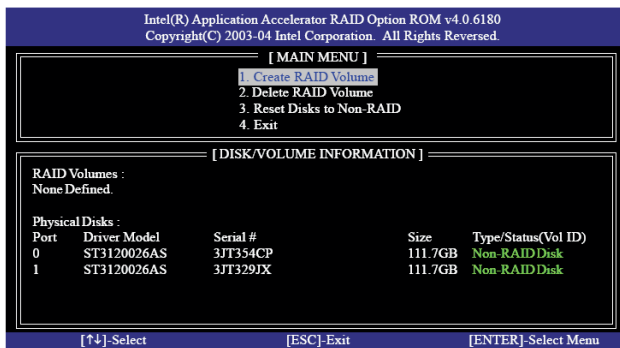 Intel(R) Application Accelerator RAID Option ROM v4.0.6180
Copyright(C) 2003-04 Intel Corporation. All Rights Reversed.
[ MAIN MENU ]
1. Create RAID Volume
2. Delete RAID Volume
3. Reset Disks to Non-RAID
4. Exit
[ DISK/VOLUME INFORMATION ]
RAID Volumes :
None Defined.
Physical Disks :
Port Driver Model Serial # Size Type/Status(Vol ID)
0 ST3120026AS 3JT354CP 111.7GB Non-RAID Disk
1 ST3120026AS 3JT329JX 111.7GB Non-RAID Disk
[↑↓]-Select [ESC]-Exit [ENTER]-Select Menu